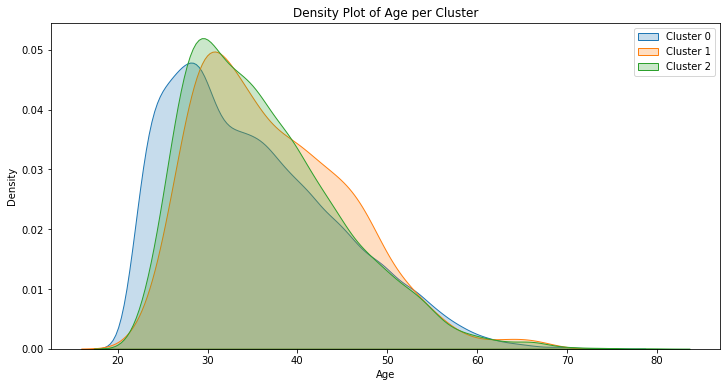 Density Plot of Age per Cluster
Cluster 0
Cluster 1
Cluster 2
Density
0.05
0.04
0.03
0.02
0.01
0.00
20 30 40 50 60 70 80
Age